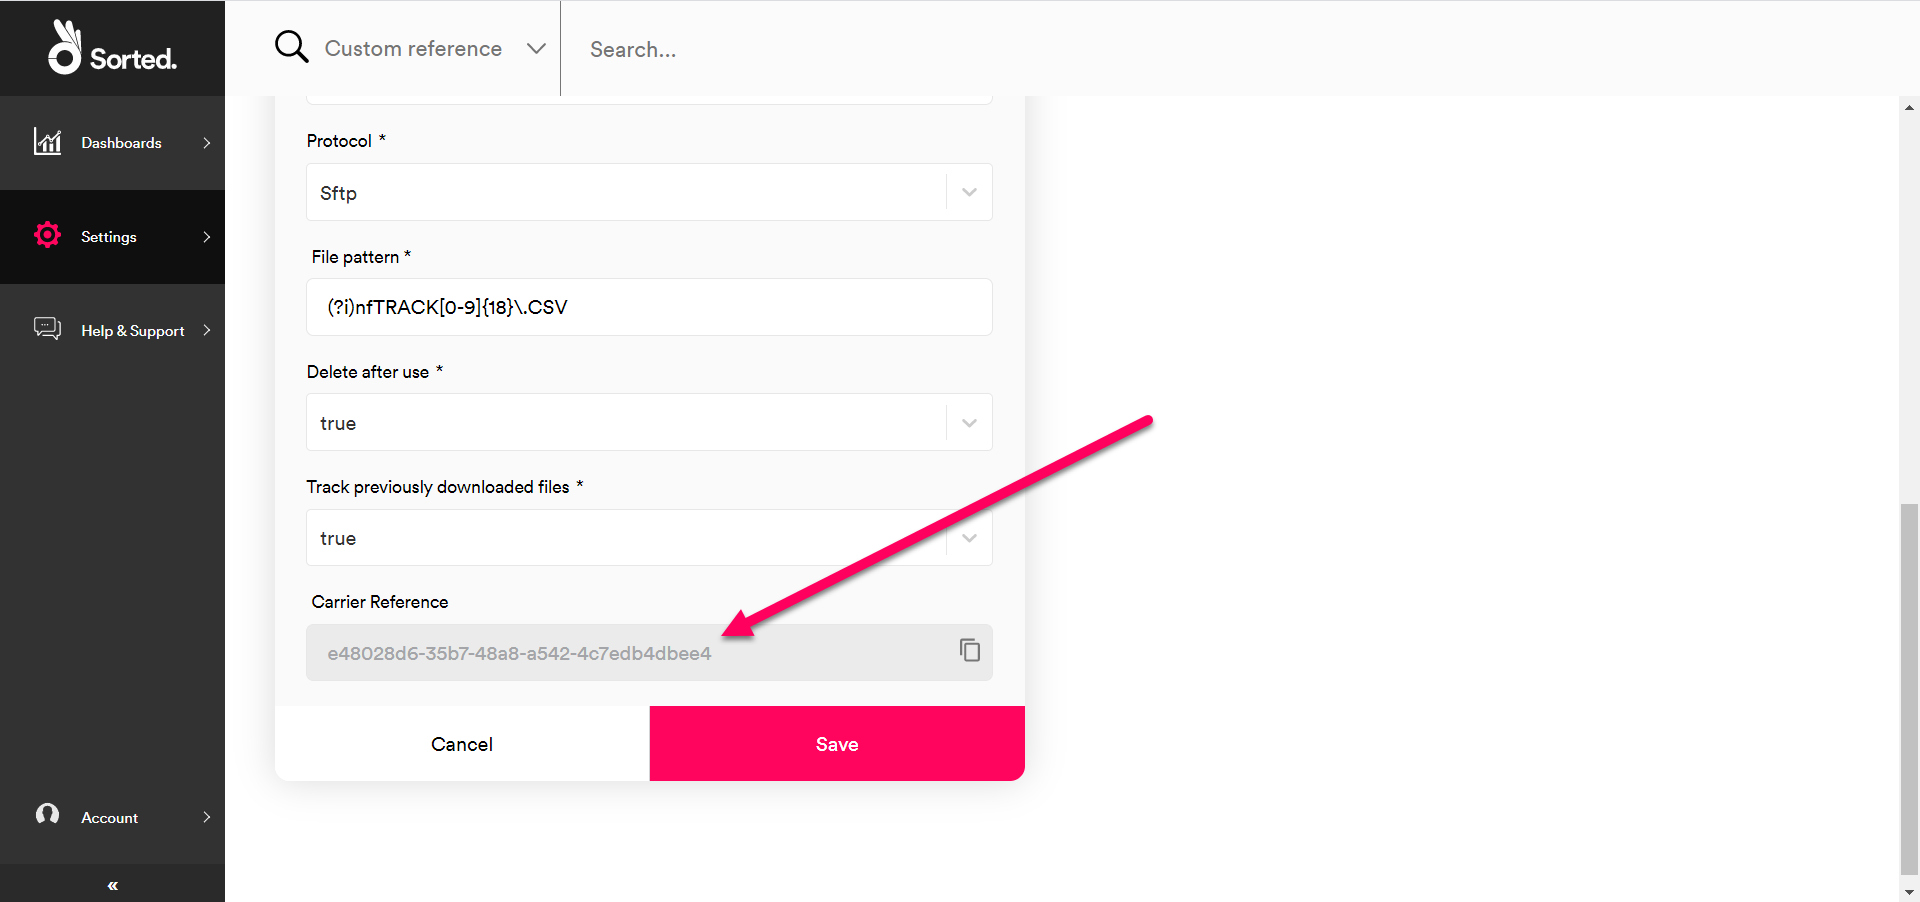 Sorted.
Custom reference
Search...
Dashboards
Settings
Help & Support
Account
«
Protocol *
Sftp
File pattern *
(?i)nfTRACK[0-9]{18}\.CSV
Delete after use *
true
Track previously downloaded files *
true
Carrier Reference
e48028d6-35b7-48a8-a542-4c7edb4dbee4
Cancel
Save